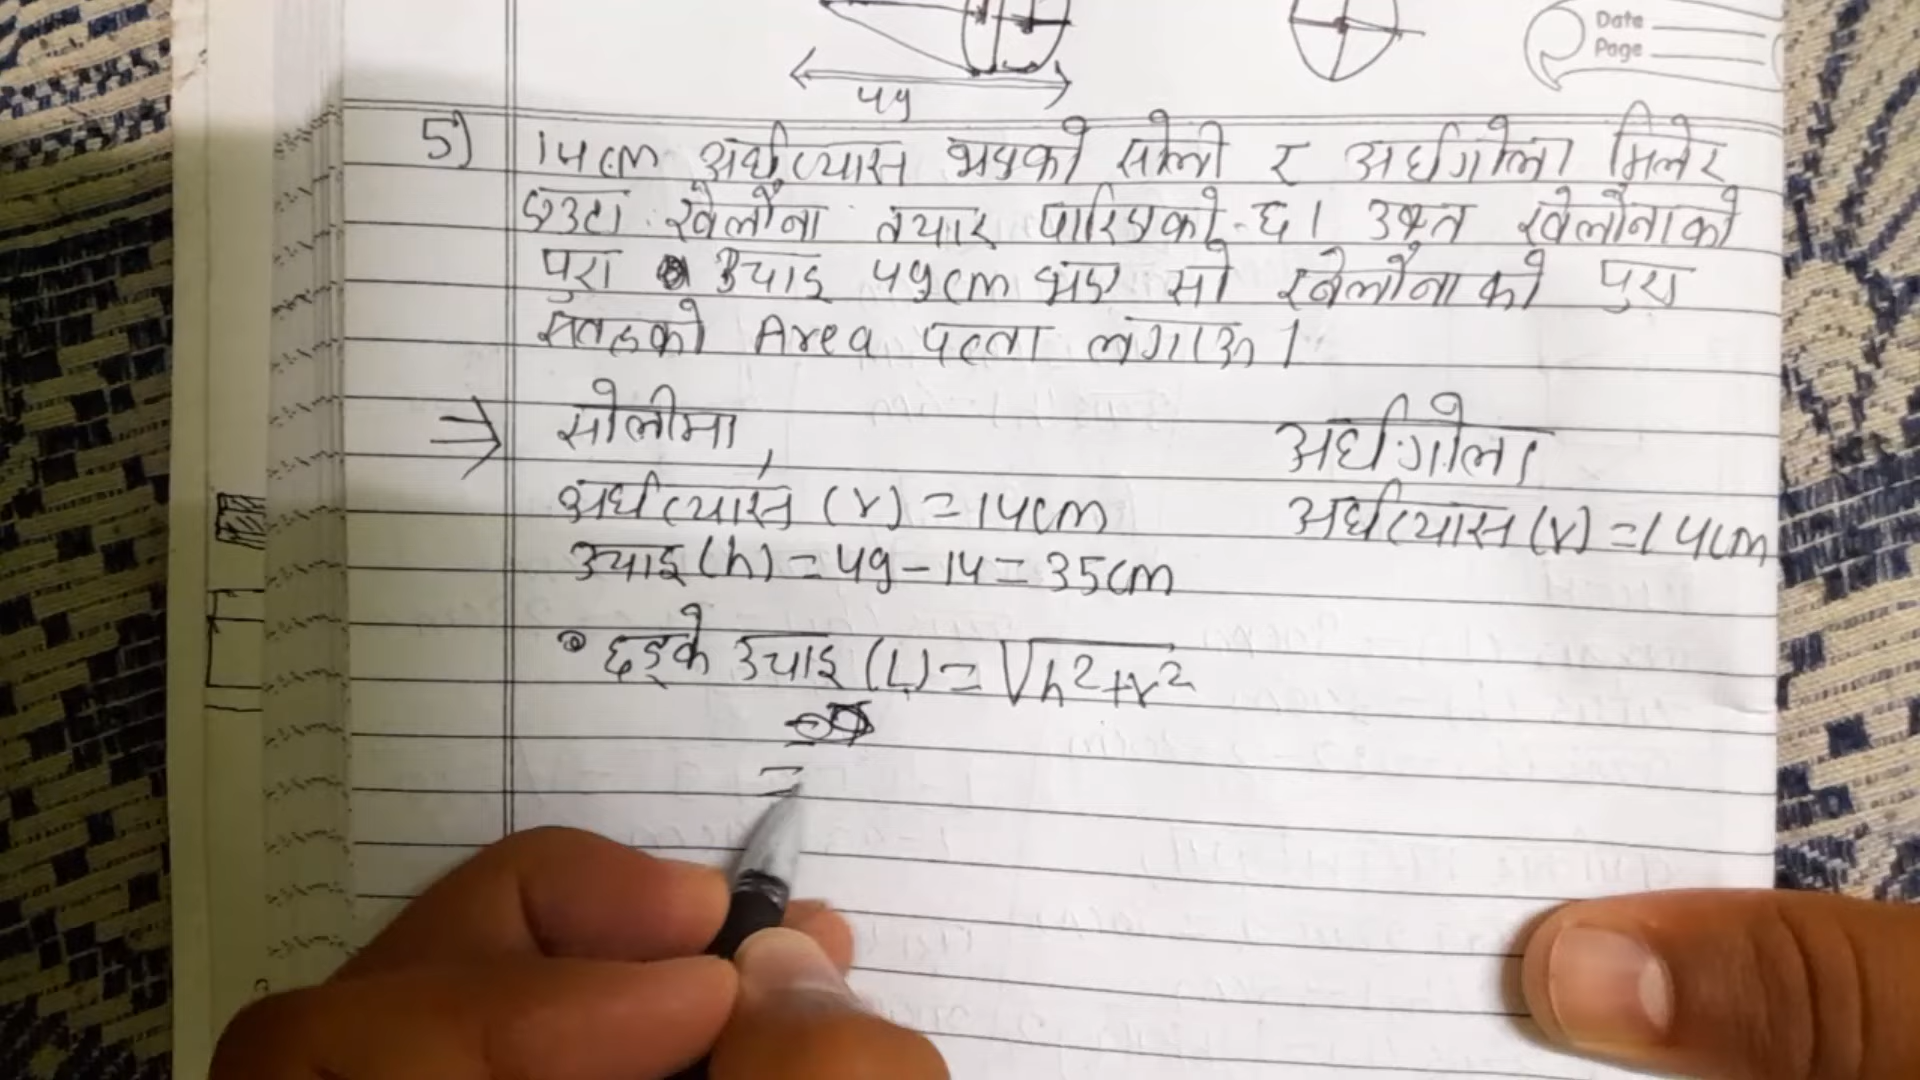 Date
Page
49
5) 14cm अर्धव्यास भएको सोली र अर्धगोला मिलेर
एउटा खेलौना तयार पारिएको छ। उक्त खेलौनाको
पुरा उचाइ 49cm भए सो खेलौनाको पुरा
सतहको Area पत्ता लगाऊ।
⇒ सोलीमा,
अर्धव्यास (r) = 14cm
उचाइ (h) = 49 - 14 = 35cm
छड्के उचाइ (L) = √h²+r²
=
अर्धगोला
अर्धव्यास (r) = 14cm